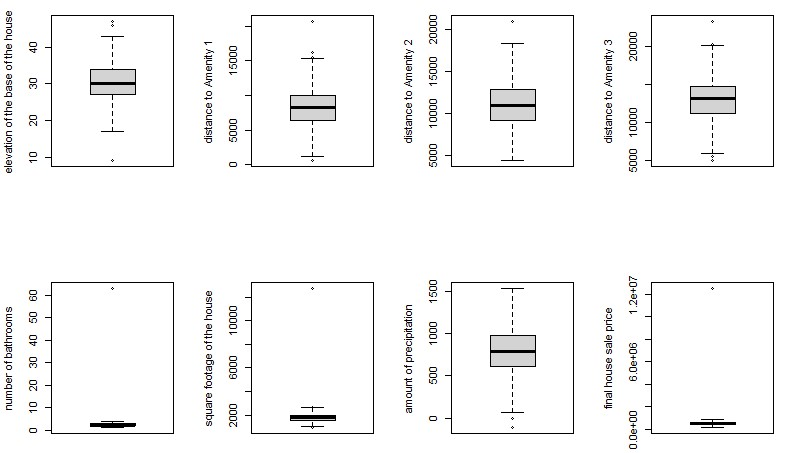 elevation of the base of the house
10 20 30 40
distance to Amenity 1
0 5000 15000
distance to Amenity 2
5000 10000 15000 20000
distance to Amenity 3
5000 10000 20000
number of bathrooms
0 10 20 30 40 50 60
square footage of the house
2000 6000 10000
amount of precipitation
0 500 1000 1500
final house sale price
0.0e+00 6.0e+06 1.2e+07